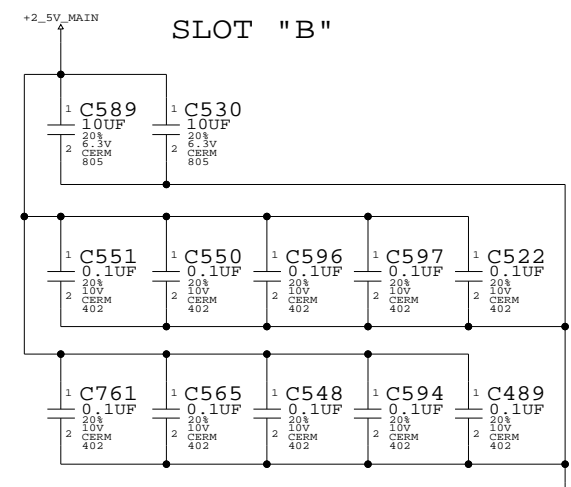 +2_5V_MAIN
SLOT "B"
1 C589
10UF
20%
2 6.3V
CERM
805
1 C530
10UF
20%
2 6.3V
CERM
805
1 C551
0.1UF
20%
2 10V
CERM
402
1 C550
0.1UF
20%
2 10V
CERM
402
1 C596
0.1UF
20%
2 10V
CERM
402
1 C597
0.1UF
20%
2 10V
CERM
402
1 C522
0.1UF
20%
2 10V
CERM
402
1 C761
0.1UF
20%
2 10V
CERM
402
1 C565
0.1UF
20%
2 10V
CERM
402
1 C548
0.1UF
20%
2 10V
CERM
402
1 C594
0.1UF
20%
2 10V
CERM
402
1 C489
0.1UF
20%
2 10V
CERM
402